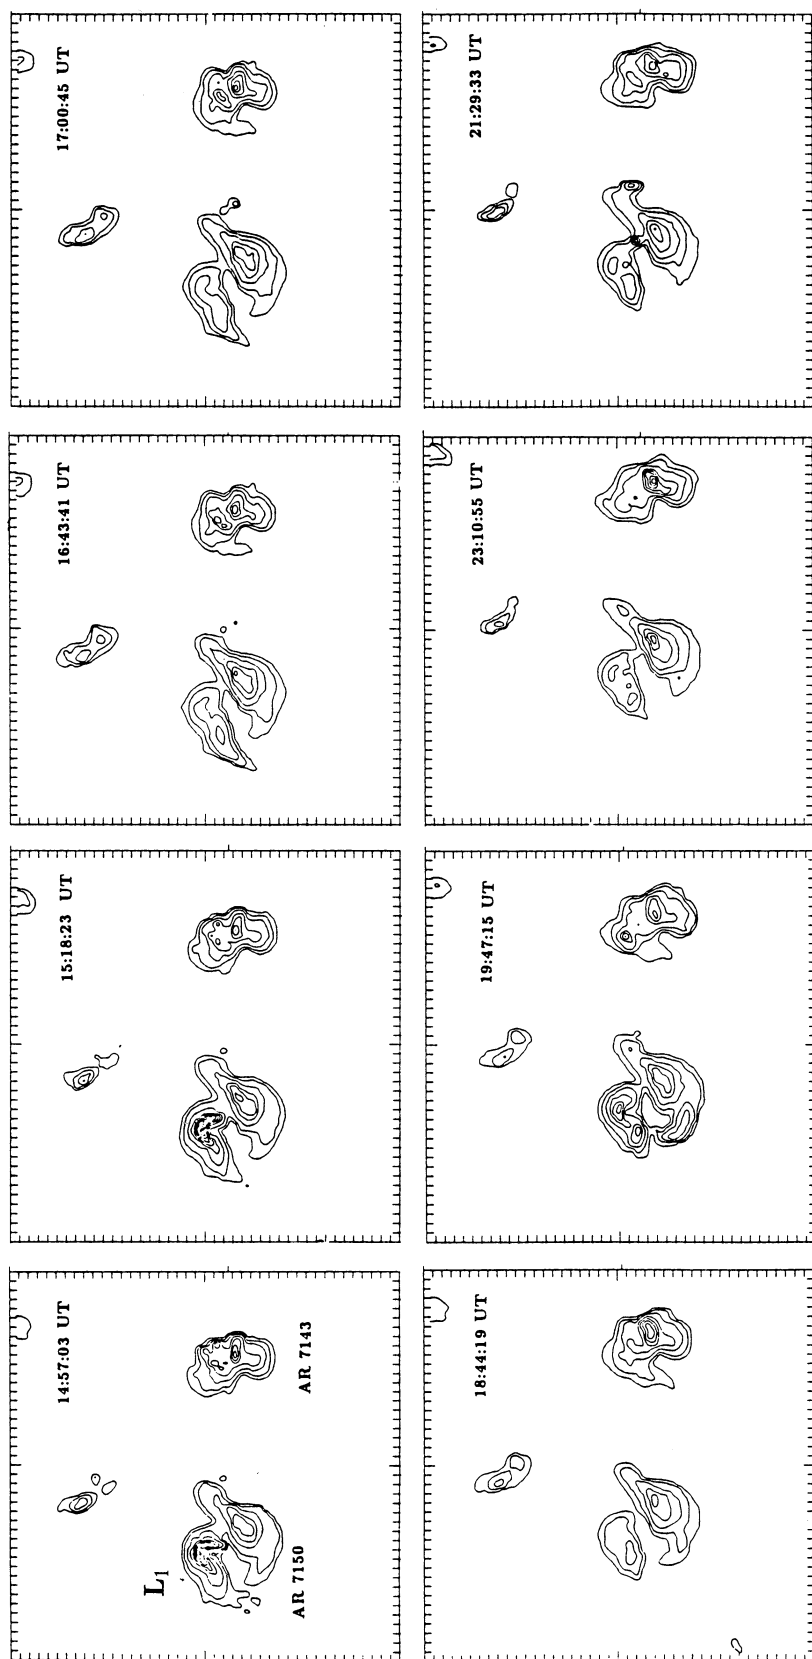 14:57:03 UT
15:18:23 UT
16:43:41 UT
17:00:45 UT
L₁
AR 7150
AR 7143
18:44:19 UT
19:47:15 UT
23:10:55 UT
21:29:33 UT